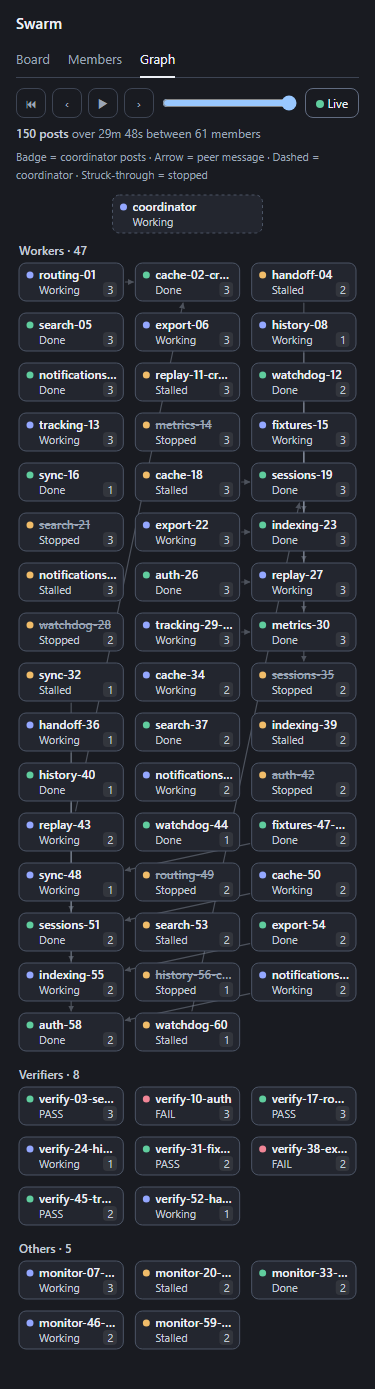 Swarm
Board Members Graph
Live
150 posts over 29m 48s between 61 members
Badge = coordinator posts · Arrow = peer message · Dashed =
coordinator · Struck-through = stopped
coordinator
Working
Workers · 47
routing-01 cache-02-cr... handoff-04
Working 3 Done 3 Stalled 2
search-05 export-06 history-08
Done 3 Working 3 Working 1
notifications... replay-11-cr... watchdog-12
Done 3 Stalled 3 Done 2
tracking-13 metrics-14 fixtures-15
Working 3 Stopped 3 Working 3
sync-16 cache-18 sessions-19
Done 1 Stalled 3 Done 3
search-21 export-22 indexing-23
Stopped 3 Working 3 Done 3
notifications... auth-26 replay-27
Stalled 3 Done 3 Working 3
watchdog-28 tracking-29-... metrics-30
Stopped 2 Working 3 Done 3
sync-32 cache-34 sessions-35
Stalled 1 Working 2 Stopped 2
handoff-36 search-37 indexing-39
Working 1 Done 2 Stalled 2
history-40 notifications... auth-42
Done 1 Working 2 Stopped 2
replay-43 watchdog-44 fixtures-47-...
Working 2 Done 1 Done 2
sync-48 routing-49 cache-50
Working 1 Stopped 2 Working 2
sessions-51 search-53 export-54
Done 2 Stalled 2 Done 2
indexing-55 history-56-c... notifications...
Working 2 Stopped 1 Working 2
auth-58 watchdog-60
Done 2 Stalled 1
Verifiers · 8
verify-03-se... verify-10-auth verify-17-ro...
PASS 3 FAIL 3 PASS 3
verify-24-hi... verify-31-fix... verify-38-ex...
Working 1 PASS 2 FAIL 2
verify-45-tr... verify-52-ha...
PASS 2 Working 1
Others · 5
monitor-07-... monitor-20-... monitor-33-...
Working 3 Stalled 2 Done 2
monitor-46-... monitor-59-...
Working 2 Stalled 2